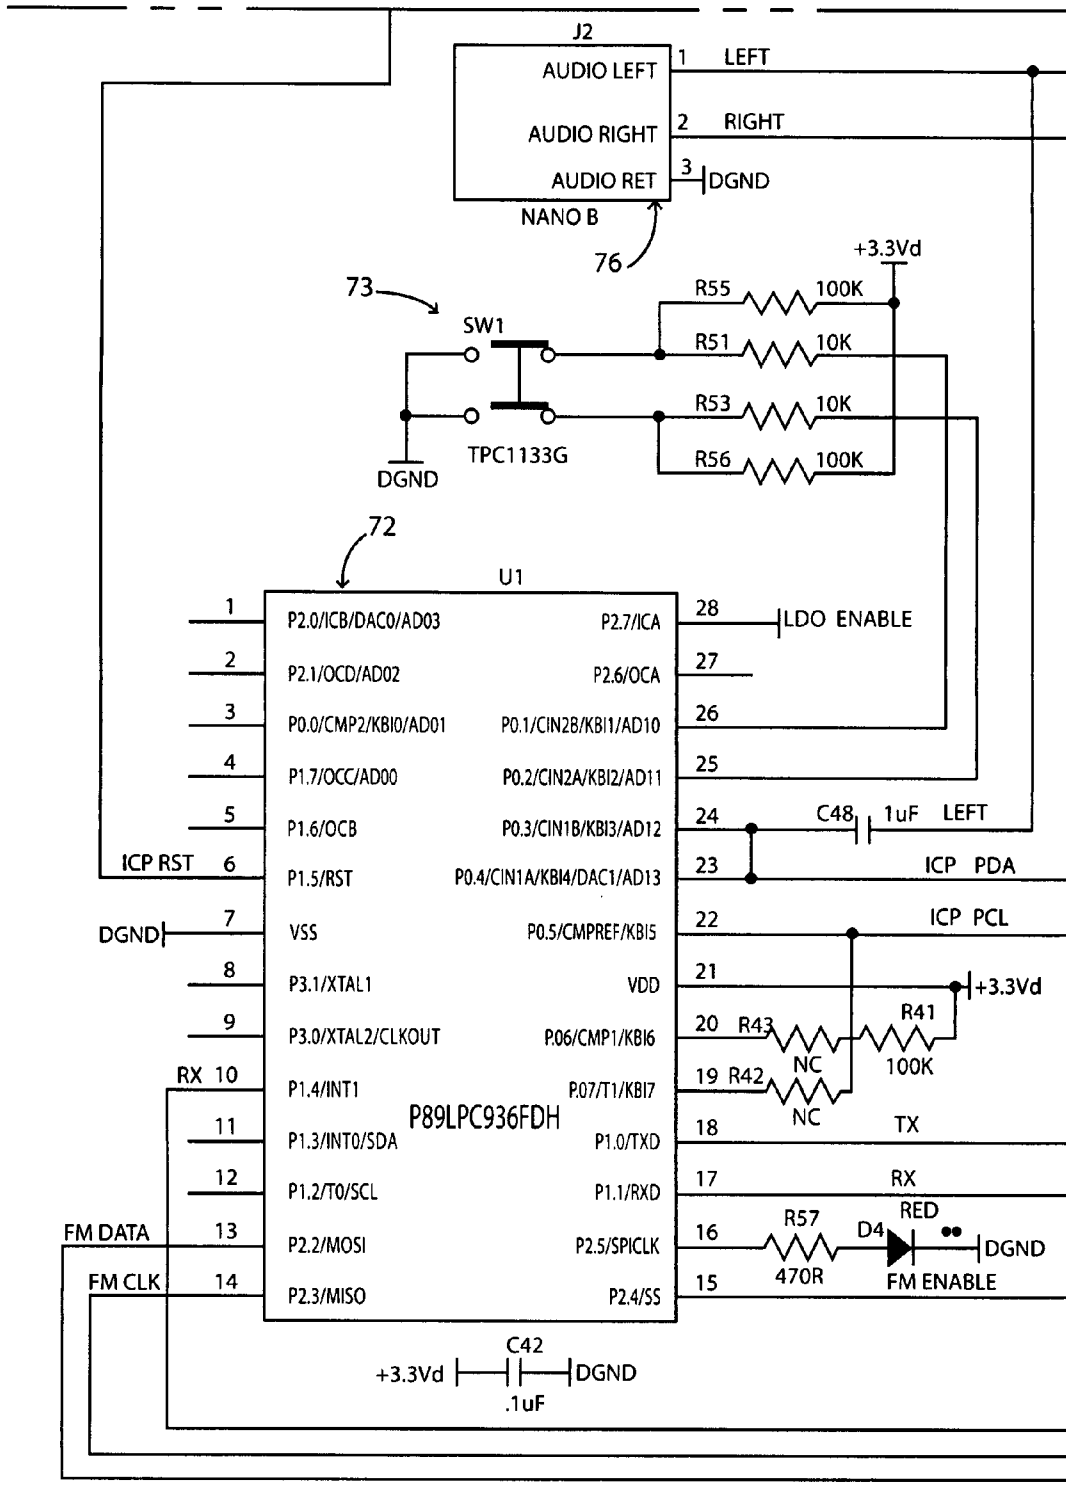 J2
AUDIO LEFT 1 LEFT
AUDIO RIGHT 2 RIGHT
AUDIO RET 3 DGND
NANO B
76
+3.3Vd
73
R55 100K
SW1
R51 10K
R53 10K
TPC1133G
R56 100K
DGND
72
U1
1 P2.0/ICB/DAC0/AD03 P2.7/ICA 28 LDO ENABLE
2 P2.1/OCD/AD02 P2.6/OCA 27
3 P0.0/CMP2/KBI0/AD01 P0.1/CIN2B/KBI1/AD10 26
4 P1.7/OCC/AD00 P0.2/CIN2A/KBI2/AD11 25
5 P1.6/OCB P0.3/CIN1B/KBI3/AD12 24 C48 1uF LEFT
ICP RST 6 P1.5/RST P0.4/CIN1A/KBI4/DAC1/AD13 23 ICP PDA
DGND 7 VSS P0.5/CMPREF/KBI5 22 ICP PCL
8 P3.1/XTAL1 VDD 21 +3.3Vd
9 P3.0/XTAL2/CLKOUT P.06/CMP1/KBI6 20 R43 NC R41 100K
RX 10 P1.4/INT1 P.07/T1/KBI7 19 R42 NC
P89LPC936FDH
11 P1.3/INT0/SDA P1.0/TXD 18 TX
12 P1.2/T0/SCL P1.1/RXD 17 RX
FM DATA 13 P2.2/MOSI P2.5/SPICLK 16 R57 470R D4 RED DGND
FM CLK 14 P2.3/MISO P2.4/SS 15 FM ENABLE
C42
+3.3Vd DGND
.1uF